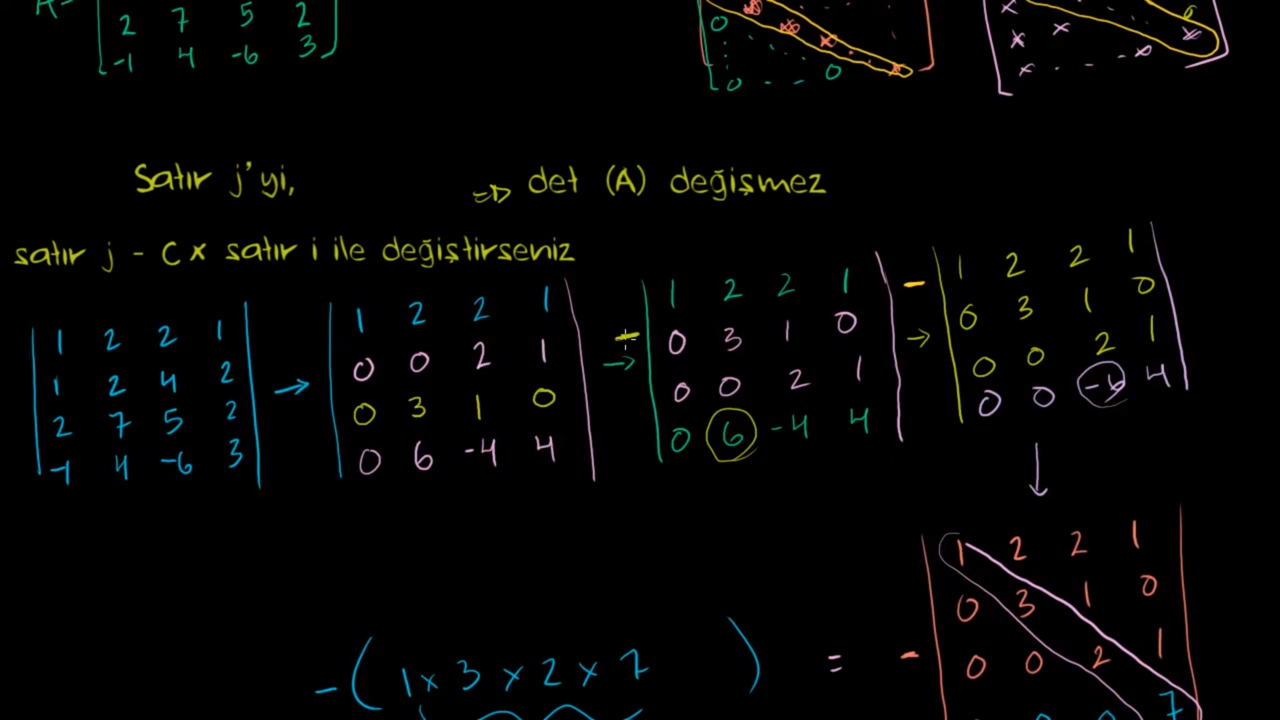 A=
2 7 5 2
-1 4 -6 3
0
0 - - 0
x
x x
x - - - x
0
Satır j'yi, => det (A) değişmez
satır j - c x satır i ile değiştirseniz
1 2 2 1
1 2 4 2
2 7 5 2
-1 4 -6 3
→
1 2 2 1
0 0 2 1
0 3 1 0
0 6 -4 4
- →
1 2 2 1
0 3 1 0
0 0 2 1
0 6 -4 4
- →
1 2 2 1
0 3 1 0
0 0 2 1
0 0 -6 4
↓
- (1 x 3 x 2 x 7) = -
1 2 2 1
0 3 1 0
0 0 2 1
7